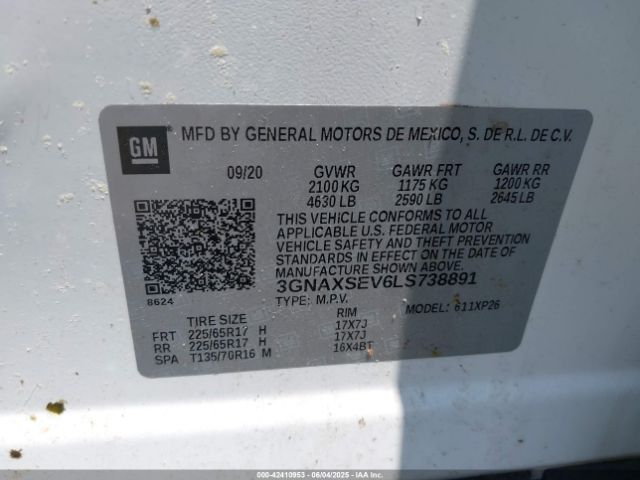 GM
MFD BY GENERAL MOTORS DE MEXICO, S. DE R.L. DE C.V.
09/20 GVWR GAWR FRT GAWR RR
2100 KG 1175 KG 1200 KG
4630 LB 2590 LB 2645 LB
THIS VEHICLE CONFORMS TO ALL
APPLICABLE U.S. FEDERAL MOTOR
VEHICLE SAFETY AND THEFT PREVENTION
STANDARDS IN EFFECT ON THE DATE OF
MANUFACTURE SHOWN ABOVE.
8624
3GNAXSEV6LS738891
TYPE: M.P.V. MODEL: 611XP26
TIRE SIZE RIM
FRT 225/65R17 H 17X7J
RR 225/65R17 H 17X7J
SPA T135/70R16 M 16X4BT
000-42410953 - 06/04/2025 - IAAI.COM